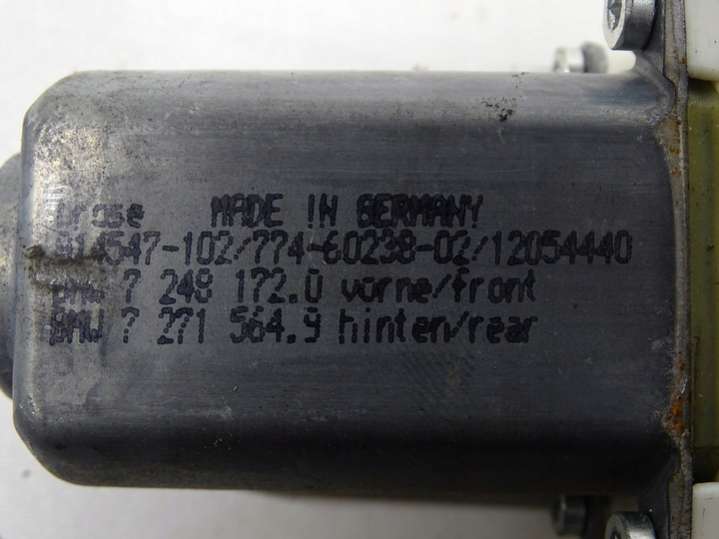 brose MADE IN GERMANY
911547-102/774-60238-02/12054440
BMW 7 248 172.0 vorne/front
BMW 7 271 564.9 hinten/rear